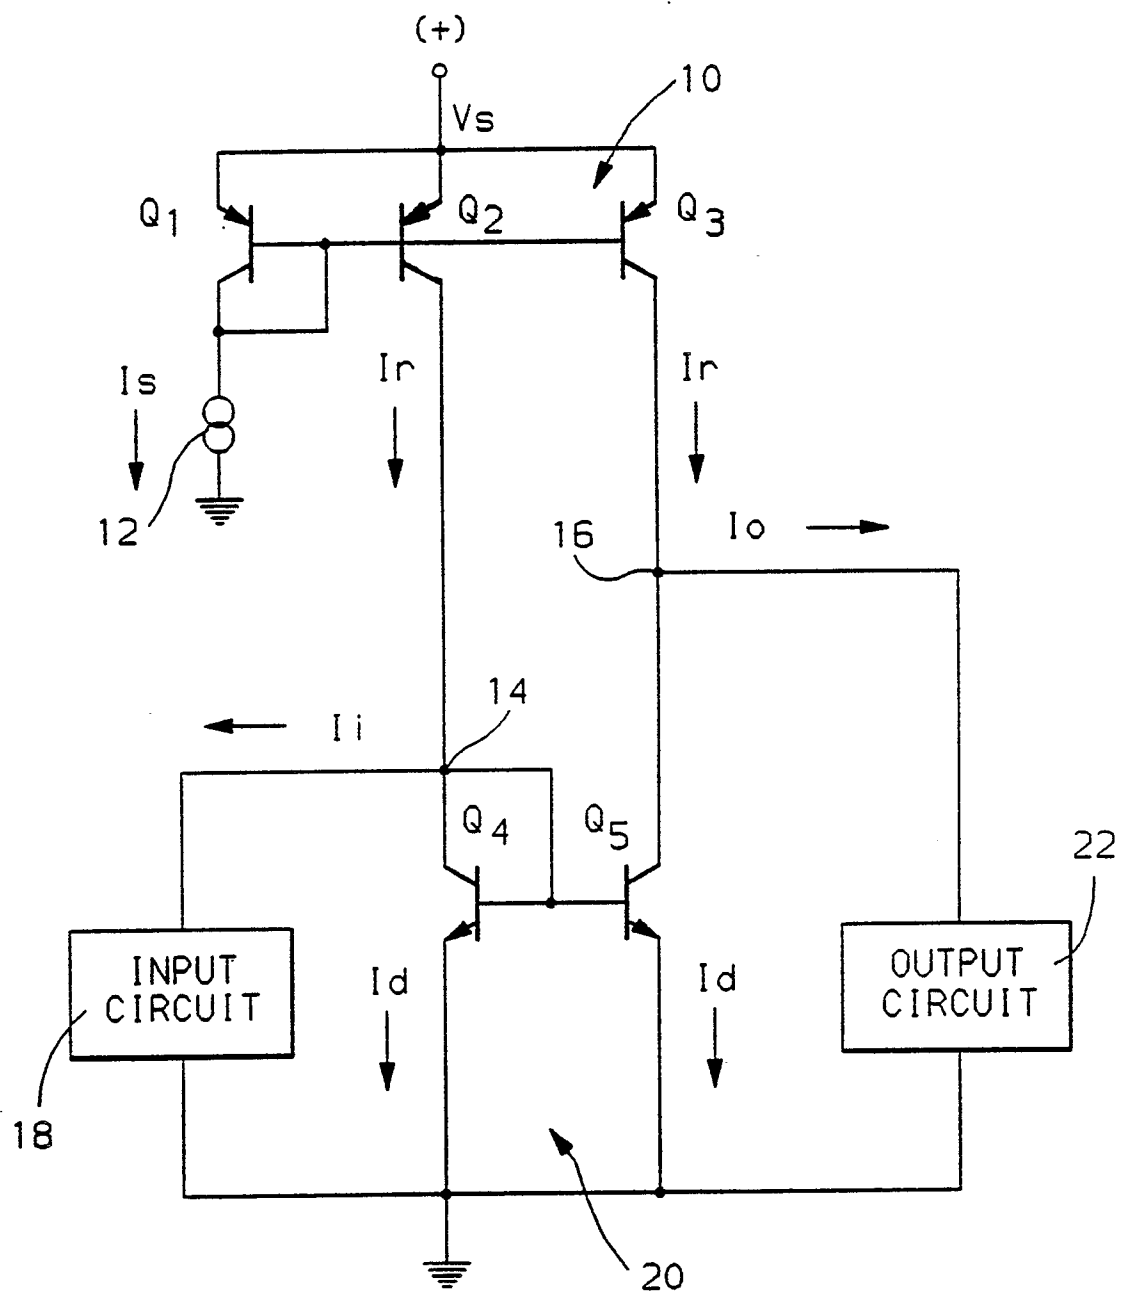 (+)
10
Vs
Q1
Q2
Q3
Is
Ir
Ir
12
16
Io
14
Ii
Q4
Q5
22
INPUT
CIRCUIT
Id
Id
OUTPUT
CIRCUIT
18
20